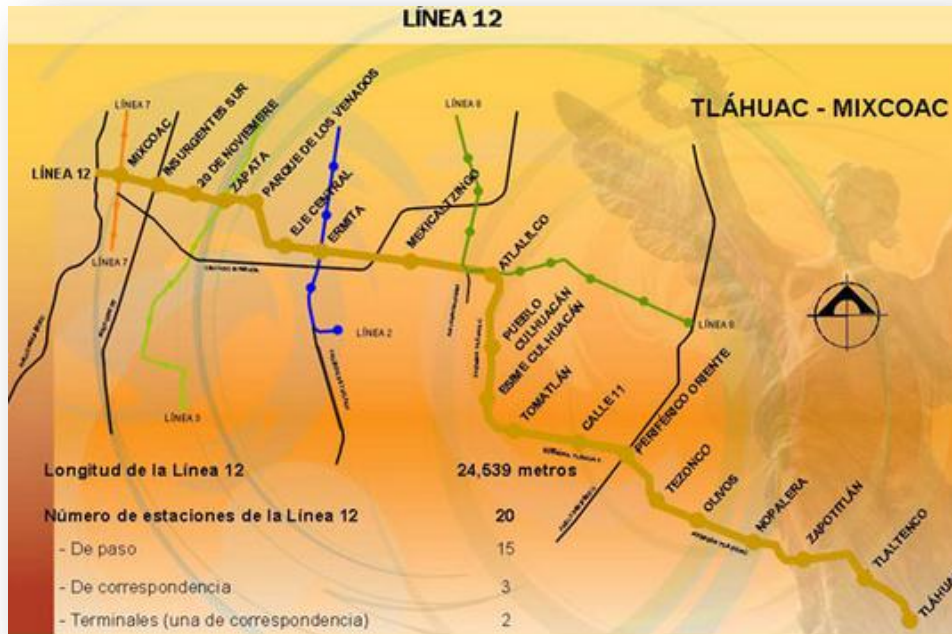 LÍNEA 12
TLÁHUAC - MIXCOAC
LÍNEA 7
LÍNEA 8
LÍNEA 12
MIXCOAC
INSURGENTES SUR
20 DE NOVIEMBRE
ZAPATA
PARQUE DE LOS VENADOS
EJE CENTRAL
ERMITA
MEXICALTZINGO
ATLALILCO
LÍNEA 7
PUEBLO
CULHUACÁN
ESIME CULHUACÁN
LÍNEA 2
LÍNEA 8
LÍNEA 3
TOMATLÁN
CALLE 11
PERIFÉRICO ORIENTE
TEZONCO
OLIVOS
NOPALERA
ZAPOTITLÁN
TLALTENCO
TLÁHUA
Longitud de la Línea 12 24,539 metros
Número de estaciones de la Línea 12 20
- De paso 15
- De correspondencia 3
- Terminales (una de correspondencia) 2